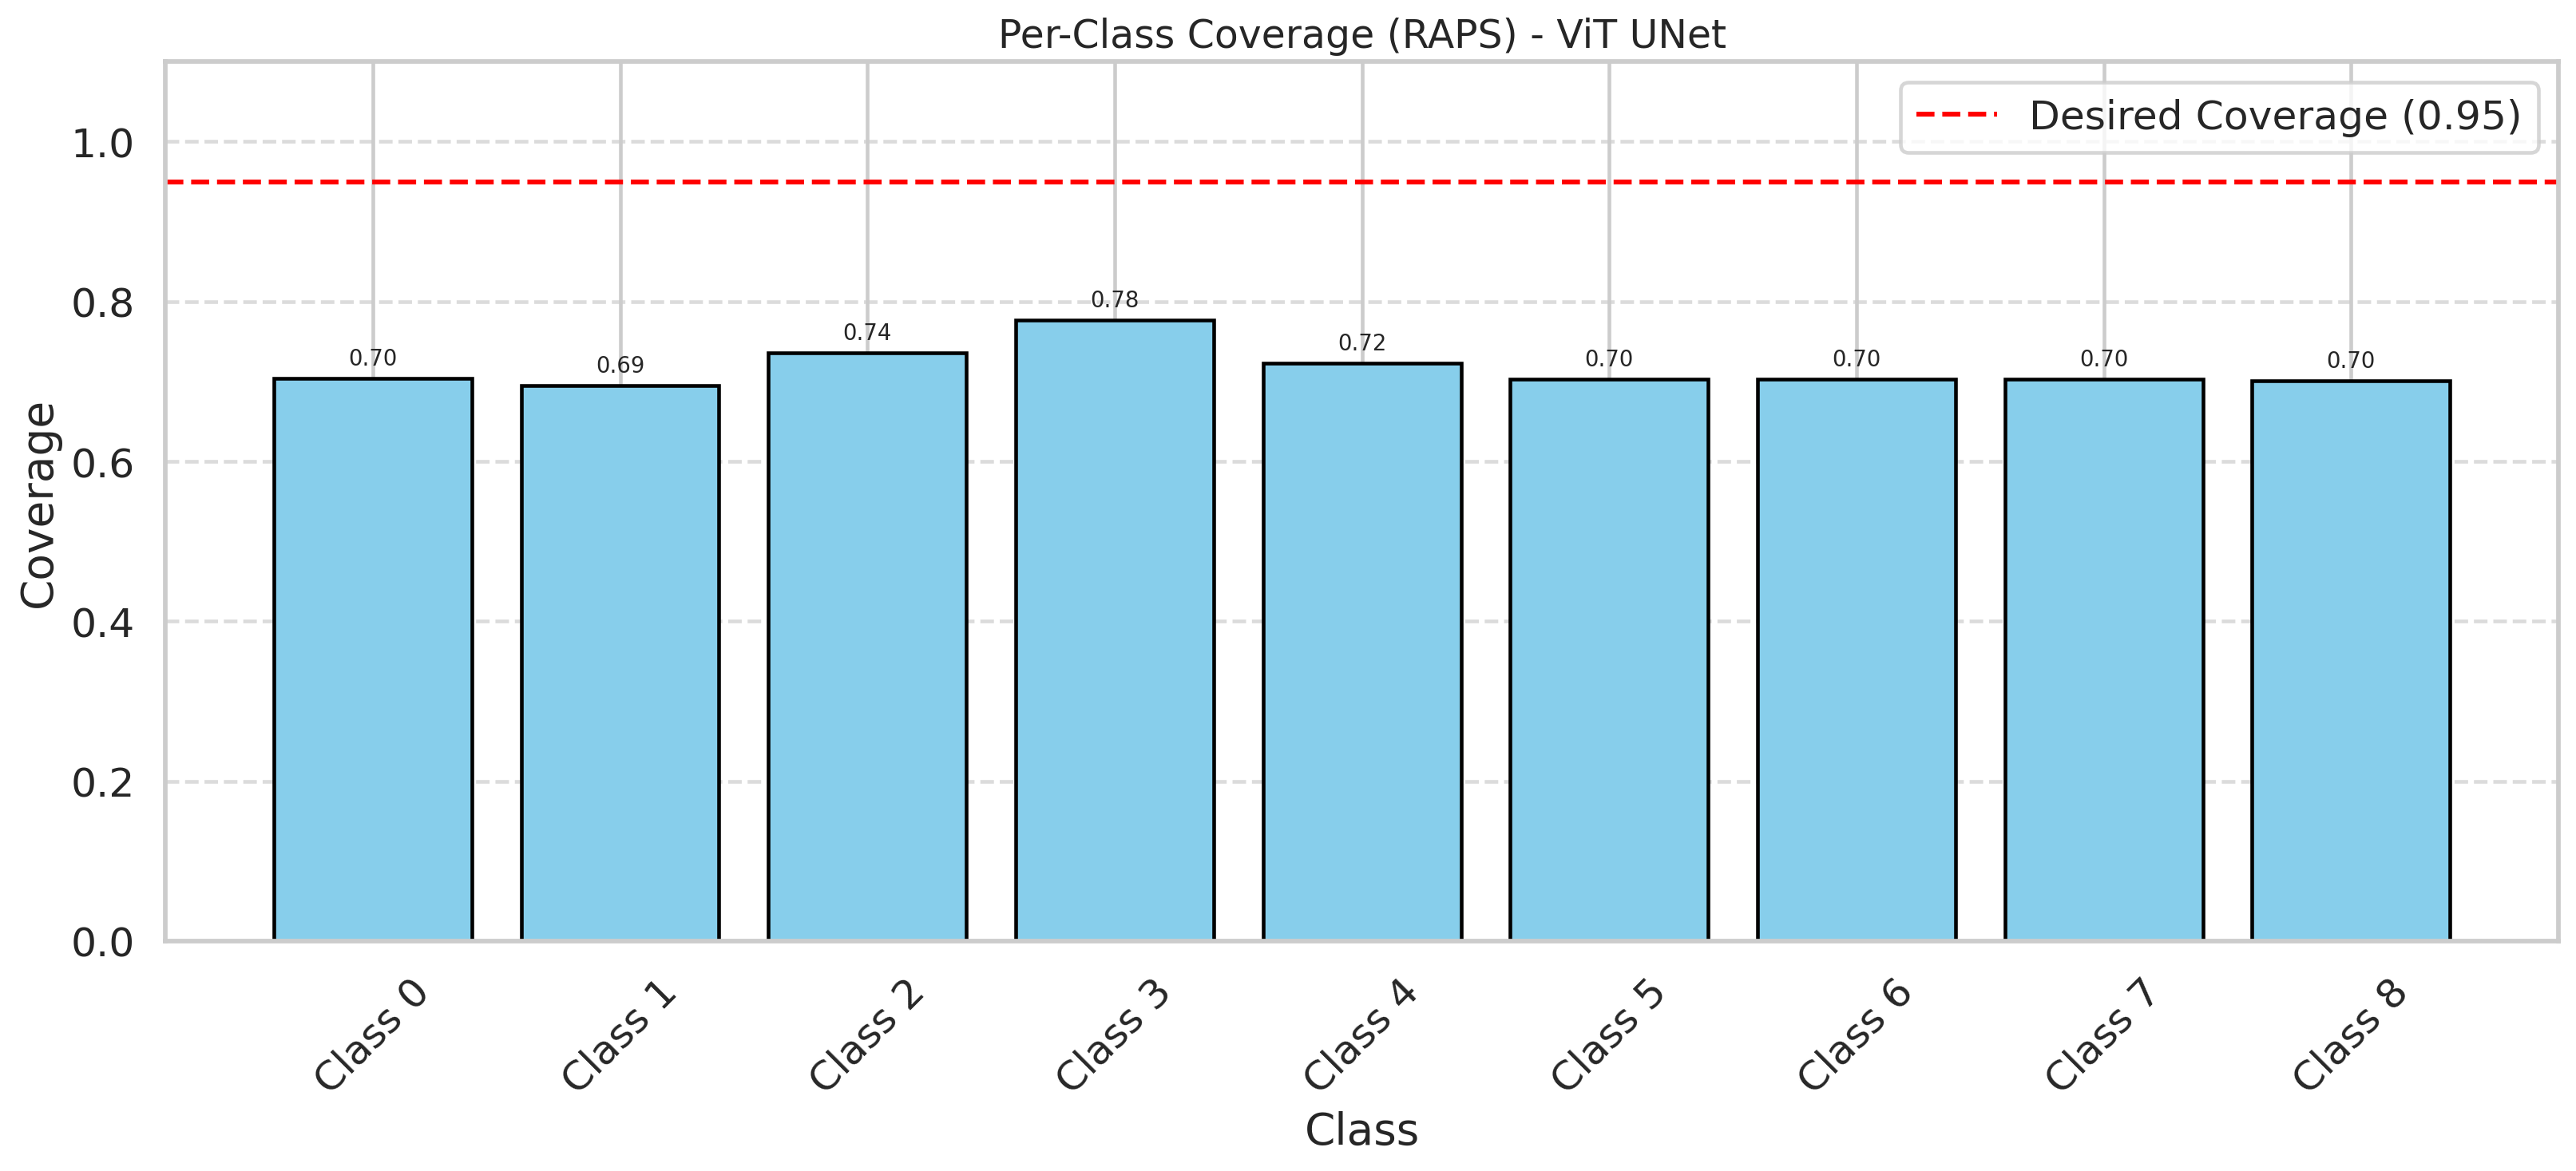 Per-Class Coverage (RAPS) - ViT UNet
Desired Coverage (0.95)
1.0
0.8
0.6
0.4
0.2
0.0
Coverage
0.70
0.69
0.74
0.78
0.72
0.70
0.70
0.70
0.70
Class 0
Class 1
Class 2
Class 3
Class 4
Class 5
Class 6
Class 7
Class 8
Class